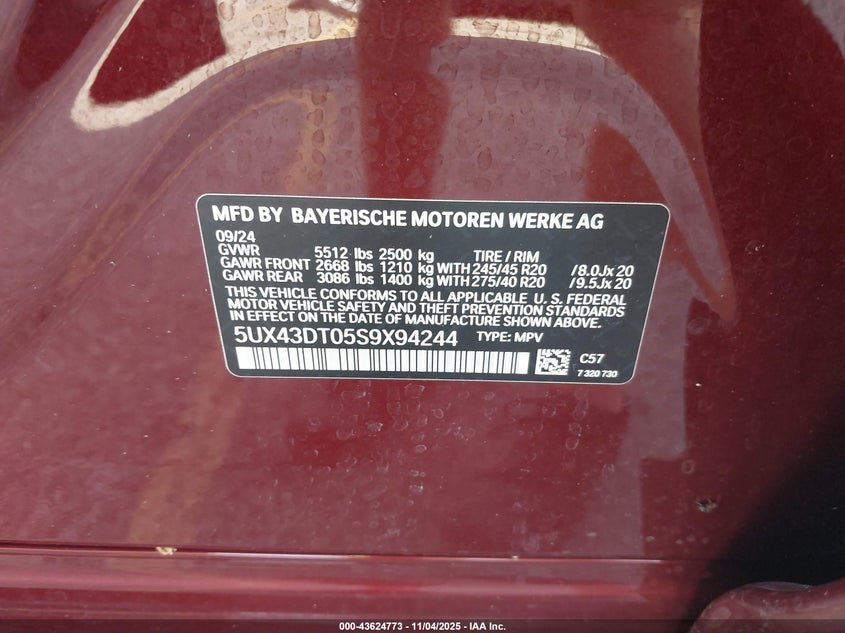 MFD BY BAYERISCHE MOTOREN WERKE AG
09/24
GVWR 5512 lbs 2500 kg TIRE / RIM
GAWR FRONT 2668 lbs 1210 kg WITH 245/45 R20 /8.0Jx20
GAWR REAR 3086 lbs 1400 kg WITH 275/40 R20 /9.5Jx20
THIS VEHICLE CONFORMS TO ALL APPLICABLE U. S. FEDERAL
MOTOR VEHICLE SAFETY AND THEFT PREVENTION STANDARDS
IN EFFECT ON THE DATE OF MANUFACTURE SHOWN ABOVE.
5UX43DT05S9X94244 TYPE: MPV
C57
7 320 730
000-43624773 - 11/04/2025 - IAA Inc.